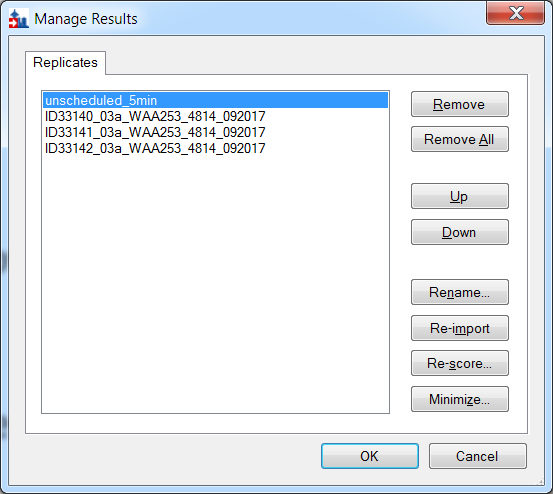 Manage Results
Replicates
unscheduled_5min
ID33140_03a_WAA253_4814_092017
ID33141_03a_WAA253_4814_092017
ID33142_03a_WAA253_4814_092017
Remove
Remove All
Up
Down
Rename...
Re-import
Re-score...
Minimize...
OK
Cancel